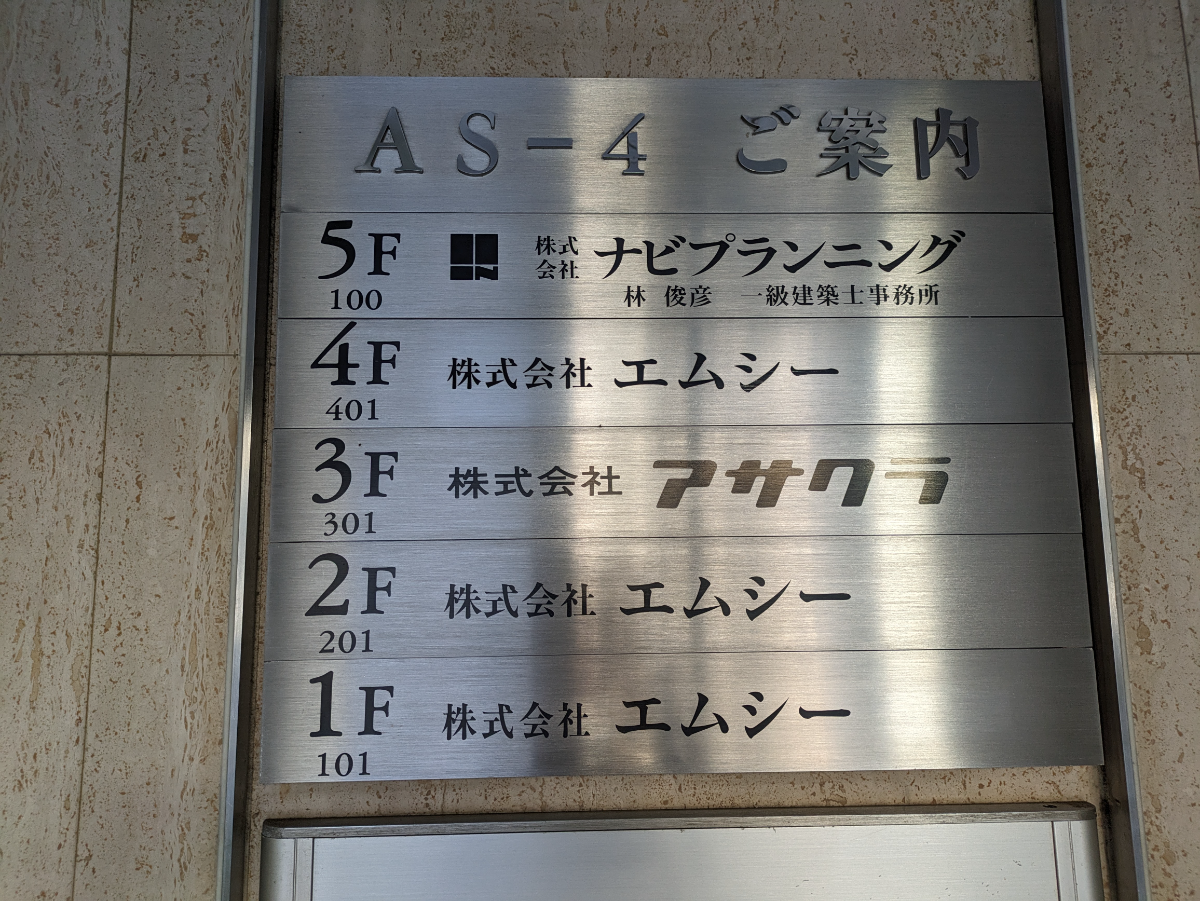 AS-4 ご案内
5F 株式会社 ナビプランニング
100 林 俊彦 一級建築士事務所
4F 株式会社 エムシー
401
3F 株式会社 アサクラ
301
2F 株式会社 エムシー
201
1F 株式会社 エムシー
101